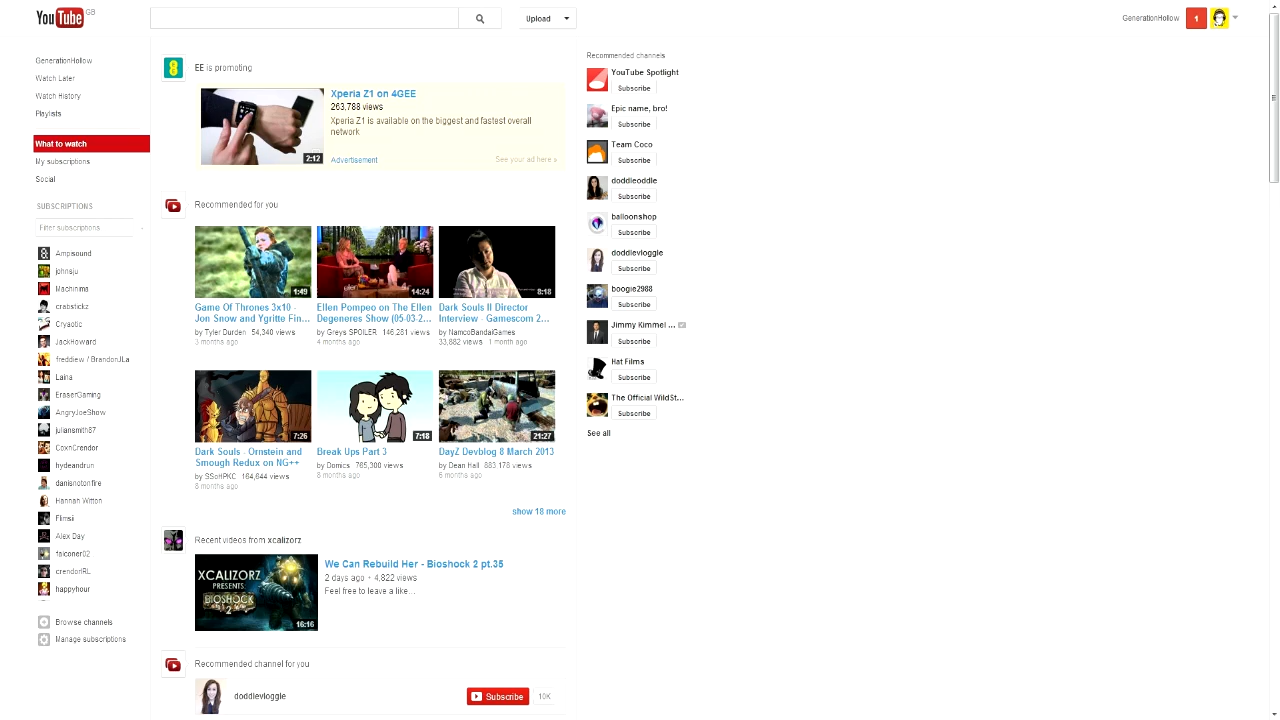 YouTube GB
Upload
GenerationHollow
1
GenerationHollow
Watch Later
Watch History
Playlists
What to watch
My subscriptions
Social
SUBSCRIPTIONS
Filter subscriptions
Ampisound
johnsju
Machinima
crabstickz
Cryaotic
JackHoward
freddiew / BrandonJLa
Laina
EraserGaming
AngryJoeShow
juliansmith87
CoxnCrendor
hydeandrun
danisnotonfire
Hannah Witton
Flimsii
Alex Day
falconer02
crendorIRL
happyhour
Browse channels
Manage subscriptions
EE is promoting
Xperia Z1 on 4GEE
263,788 views
Xperia Z1 is available on the biggest and fastest overall
network
2:12
Advertisement
See your ad here »
Recommended for you
1:49
14:24
8:18
Game Of Thrones 3x10 -
Jon Snow and Ygritte Fin...
by Tyler Durden 54,340 views
3 months ago
Ellen Pompeo on The Ellen
Degeneres Show (05-03-2...
by Greys SPOILER 146,281 views
4 months ago
Dark Souls II Director
Interview - Gamescom 2...
by NamcoBandaiGames
33,882 views 1 month ago
7:26
7:18
21:27
Dark Souls - Ornstein and
Smough Redux on NG++
by SSoHPKC 164,644 views
8 months ago
Break Ups Part 3
by Domics 765,300 views
8 months ago
DayZ Devblog 8 March 2013
by Dean Hall 883,178 views
6 months ago
show 18 more
Recent videos from xcalizorz
XCALIZORZ
PRESENTS
BIOSHOCK
2
16:16
We Can Rebuild Her - Bioshock 2 pt.35
2 days ago • 4,822 views
Feel free to leave a like...
Recommended channel for you
doddlevloggle
Subscribe
10K
Recommended channels
YouTube Spotlight
Subscribe
Epic name, bro!
Subscribe
Team Coco
Subscribe
doddleoddle
Subscribe
balloonshop
Subscribe
doddlevloggle
Subscribe
boogie2988
Subscribe
Jimmy Kimmel ...
Subscribe
Hat Films
Subscribe
The Official WildSt...
Subscribe
See all